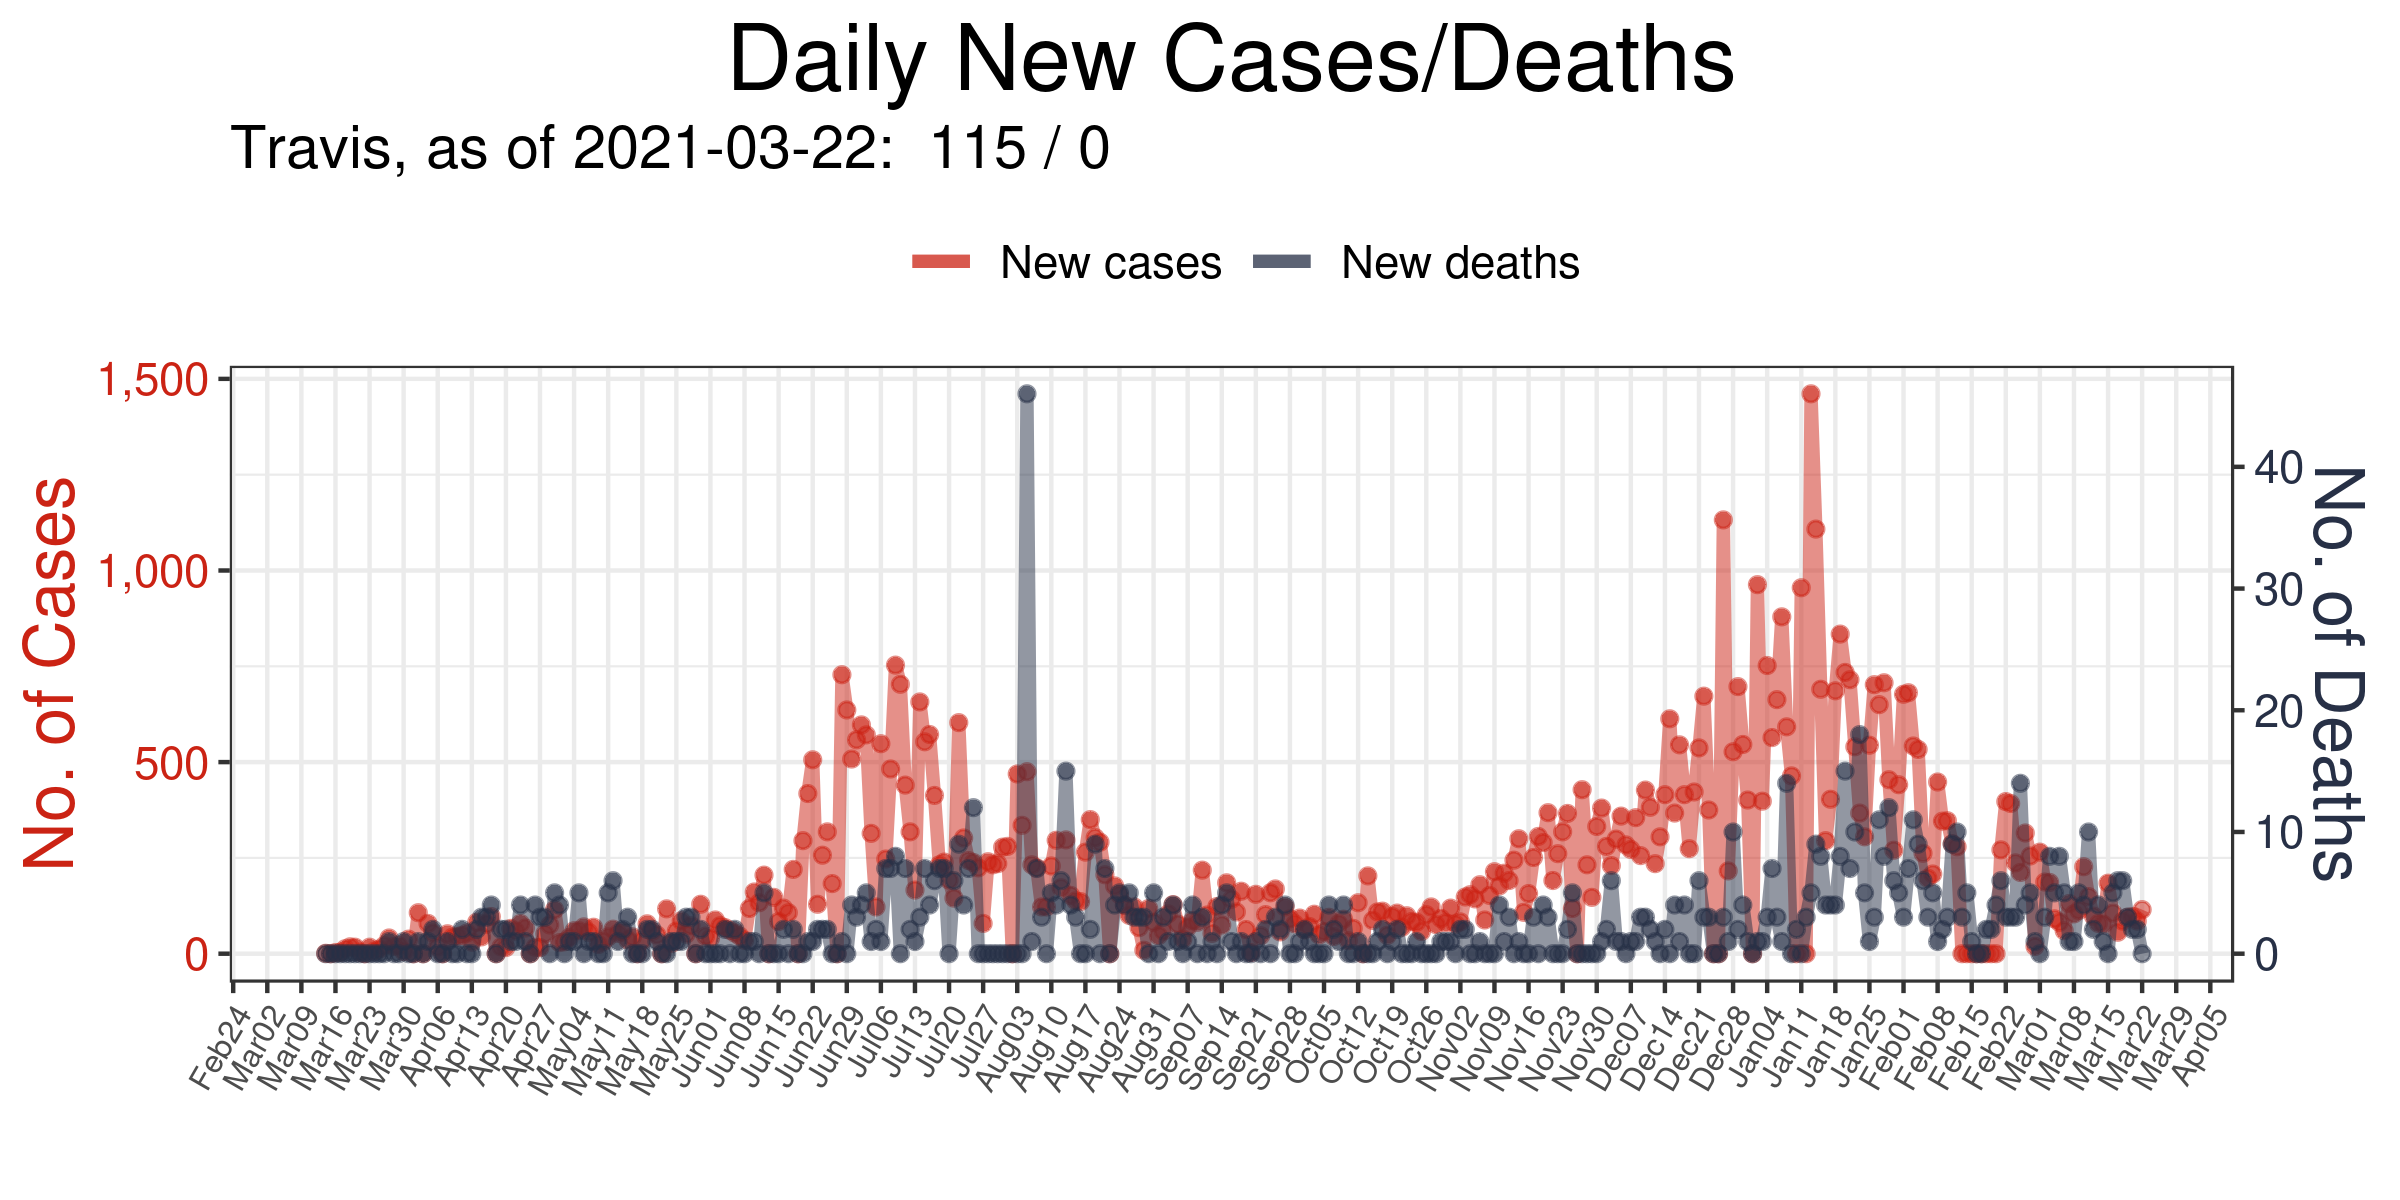 Daily New Cases/Deaths
Travis, as of 2021-03-22:  115 / 0
New cases New deaths
No. of Cases
1,500
1,000
500
0
40
30
20
10
0
No. of Deaths
Feb24 Mar02 Mar09 Mar16 Mar23 Mar30 Apr06 Apr13 Apr20 Apr27 May04 May11 May18 May25 Jun01 Jun08 Jun15 Jun22 Jun29 Jul06 Jul13 Jul20 Jul27 Aug03 Aug10 Aug17 Aug24 Aug31 Sep07 Sep14 Sep21 Sep28 Oct05 Oct12 Oct19 Oct26 Nov02 Nov09 Nov16 Nov23 Nov30 Dec07 Dec14 Dec21 Dec28 Jan04 Jan11 Jan18 Jan25 Feb01 Feb08 Feb15 Feb22 Mar01 Mar08 Mar15 Mar22 Mar29 Apr05